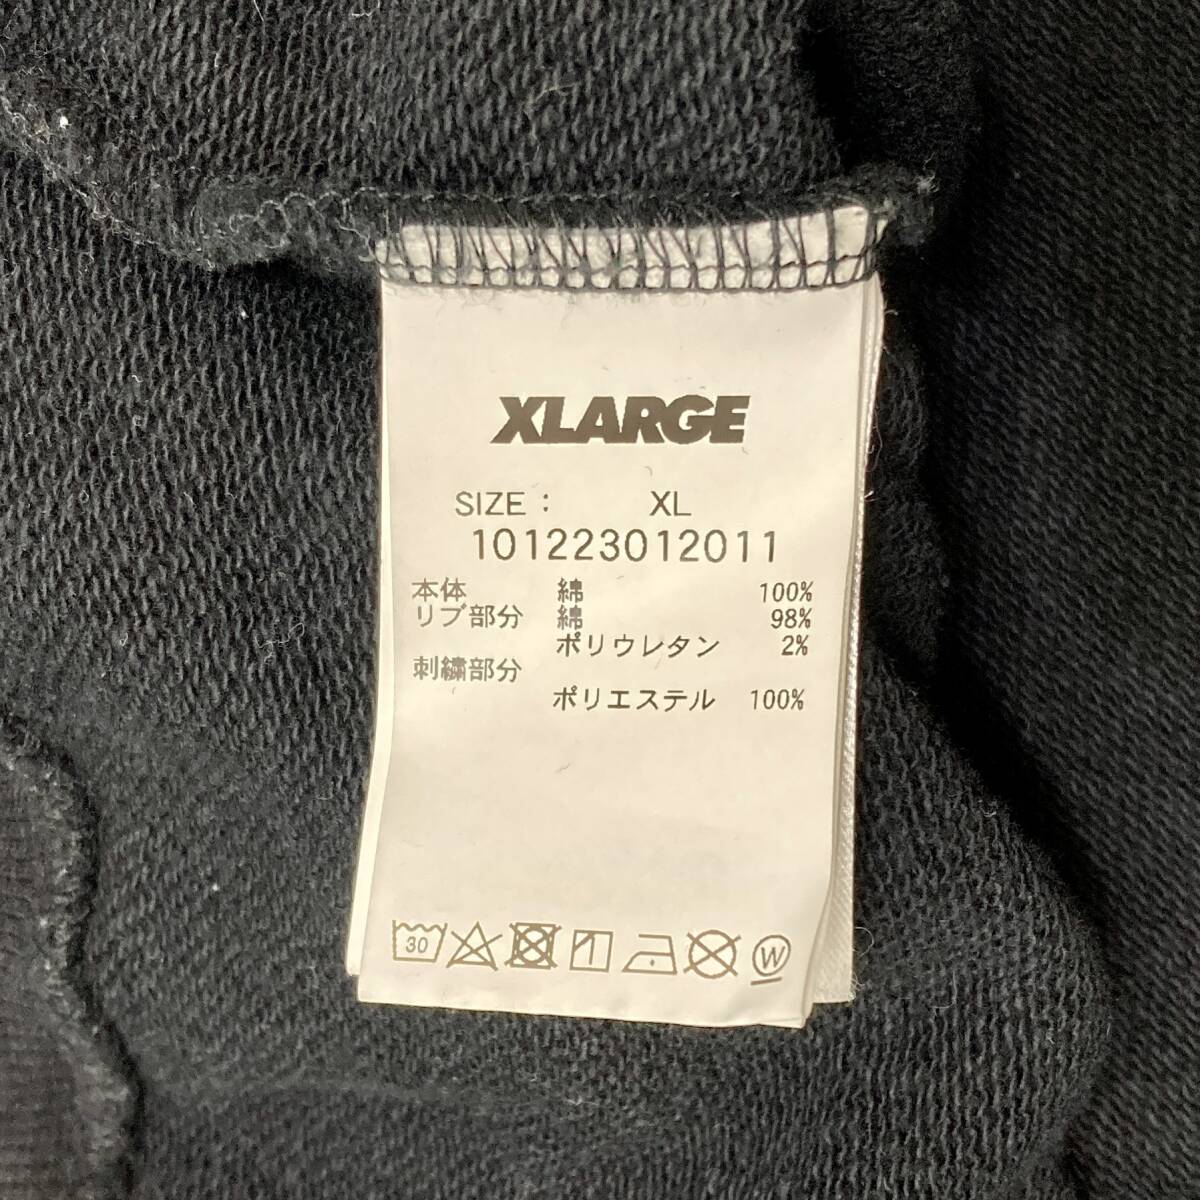 XLARGE
SIZE: XL
101223012011
本体 綿 100%
リブ部分 綿 98%
ポリウレタン 2%
刺繍部分
ポリエステル 100%
30 W